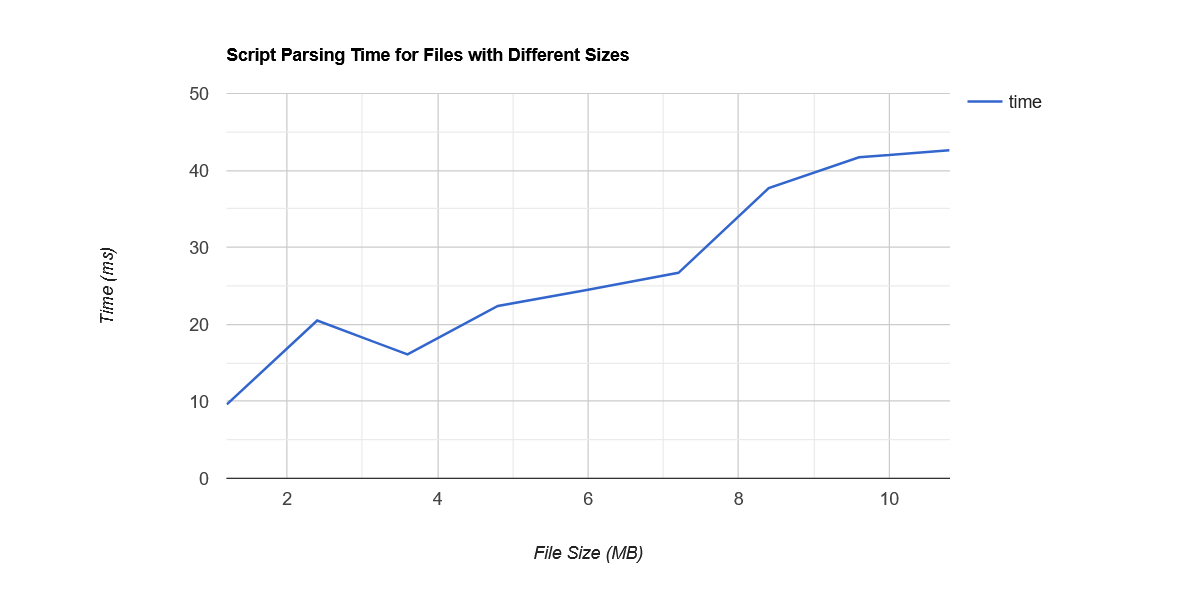 Script Parsing Time for Files with Different Sizes
50
40
30
20
10
0
time
Time (ms)
2 4 6 8 10
File Size (MB)